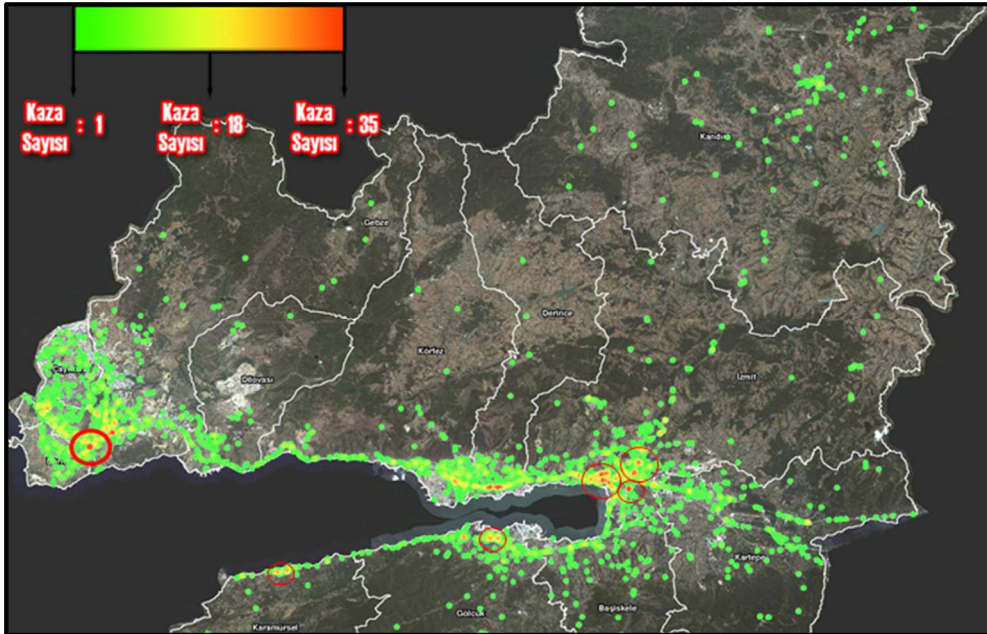 Kaza
Sayısı : 1
Kaza
Sayısı : 18
Kaza
Sayısı : 35
Kandıra
Gebze
Derince
Körfez
İzmit
Dilovası
Kartepe
Başiskele
Gölcük
Karamürsel